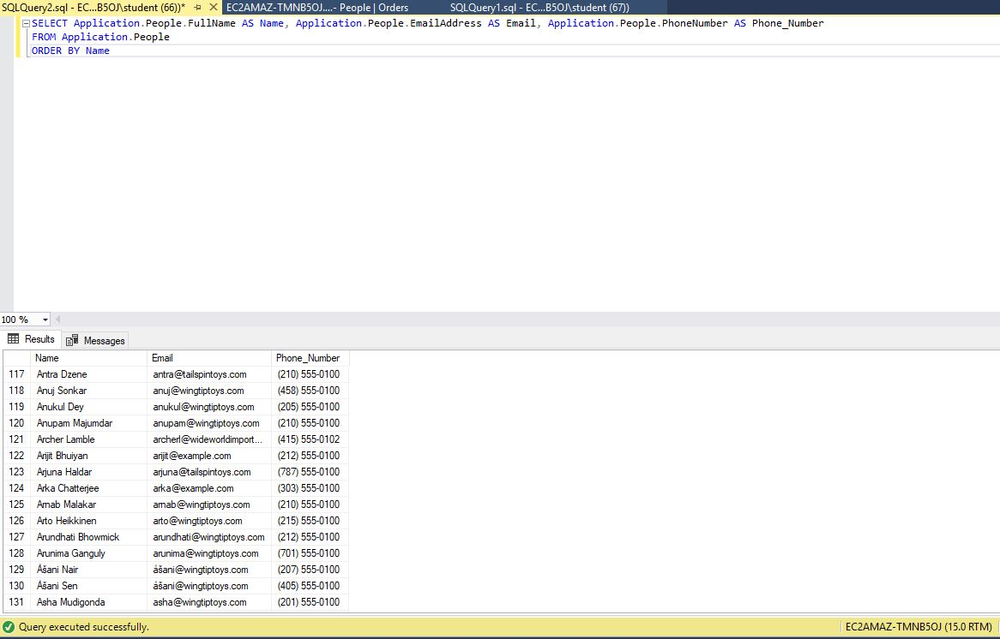 SQLQuery2.sql - EC...B5OJ\student (66))* EC2AMAZ-TMNB5OJ....- People | Orders SQLQuery1.sql - EC...B5OJ\student (67))
SELECT Application.People.FullName AS Name, Application.People.EmailAddress AS Email, Application.People.PhoneNumber AS Phone_Number
FROM Application.People
ORDER BY Name
100 %
Results Messages
Name Email Phone_Number
117 Antra Dzene antra@tailspintoys.com (210) 555-0100
118 Anuj Sonkar anuj@wingtiptoys.com (458) 555-0100
119 Anukul Dey anukul@wingtiptoys.com (205) 555-0100
120 Anupam Majumdar anupam@wingtiptoys.com (210) 555-0100
121 Archer Lamble archerl@wideworldimport... (415) 555-0102
122 Arijit Bhuiyan arijit@example.com (212) 555-0100
123 Arjuna Haldar arjuna@tailspintoys.com (787) 555-0100
124 Arka Chatterjee arka@example.com (303) 555-0100
125 Arnab Malakar arnab@wingtiptoys.com (210) 555-0100
126 Arto Heikkinen arto@wingtiptoys.com (215) 555-0100
127 Arundhati Bhowmick arundhati@wingtiptoys.com (212) 555-0100
128 Arunima Ganguly arunima@wingtiptoys.com (701) 555-0100
129 Åšani Nair åšani@wingtiptoys.com (207) 555-0100
130 Åšani Sen åšani@wingtiptoys.com (405) 555-0100
131 Asha Mudigonda asha@wingtiptoys.com (201) 555-0100
Query executed successfully. EC2AMAZ-TMNB5OJ (15.0 RTM)